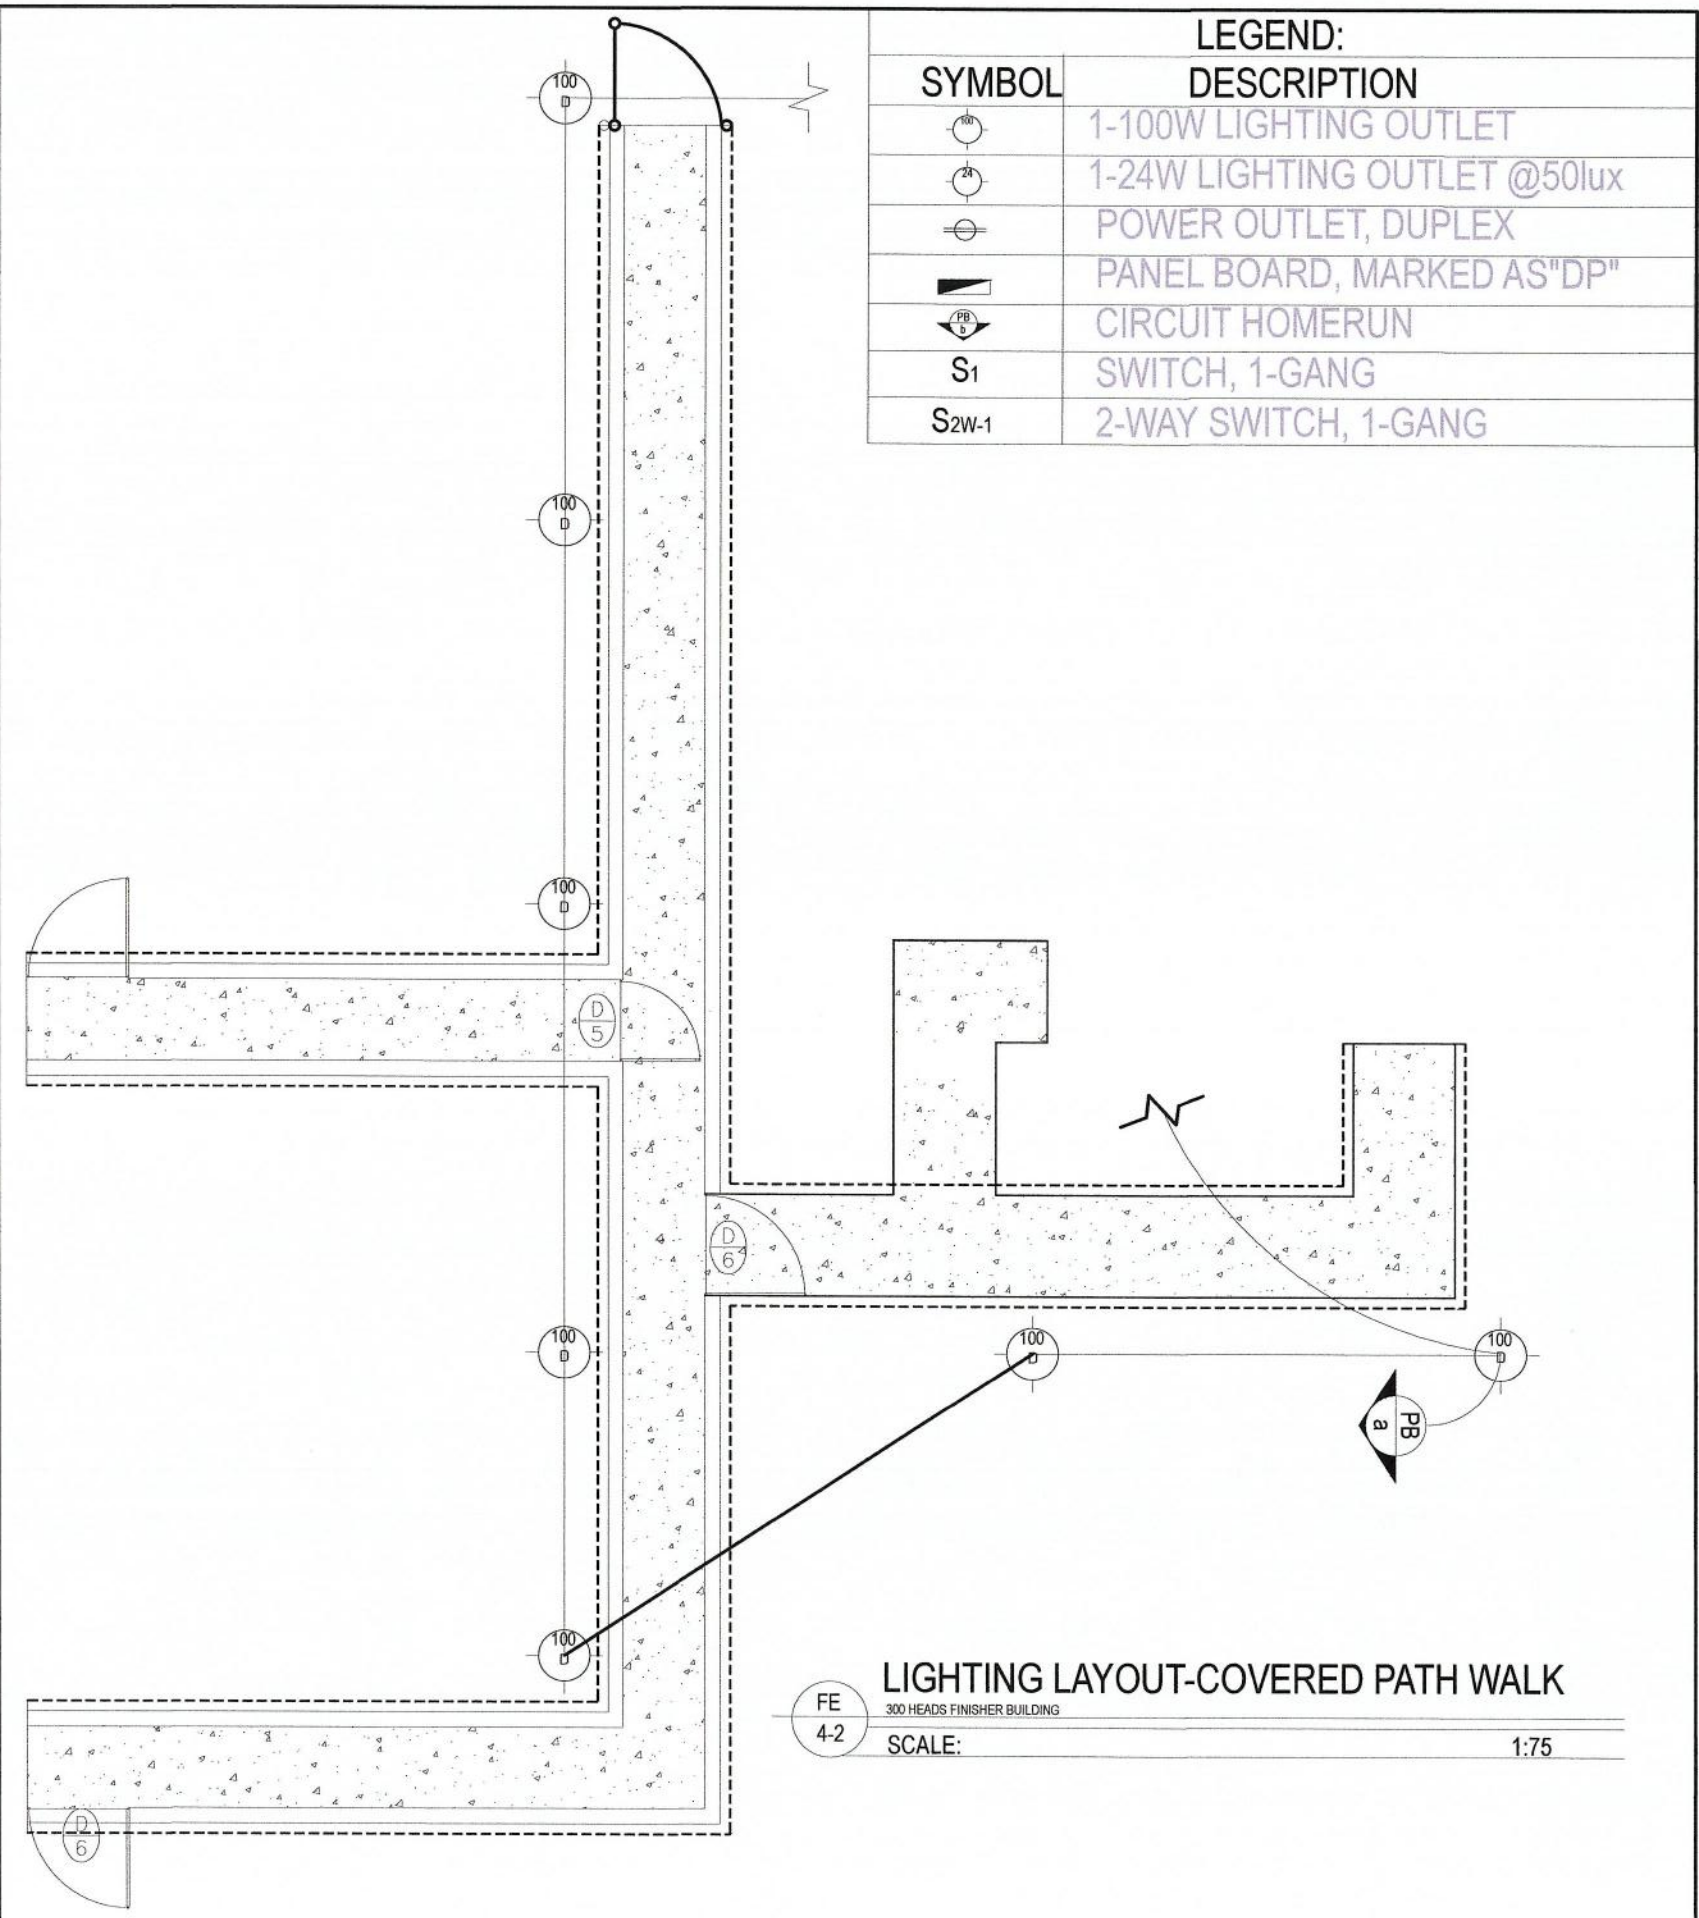 LEGEND:
SYMBOL DESCRIPTION
100 1-100W LIGHTING OUTLET
24 1-24W LIGHTING OUTLET @50lux
POWER OUTLET, DUPLEX
PANEL BOARD, MARKED AS"DP"
PB b CIRCUIT HOMERUN
S1 SWITCH, 1-GANG
S2W-1 2-WAY SWITCH, 1-GANG
100
D
100
D
100
D
D
5
D
6
100
D
100
D
100
D
PB
a
100
D
LIGHTING LAYOUT-COVERED PATH WALK
300 HEADS FINISHER BUILDING
FE
4-2
SCALE: 1:75
D
6